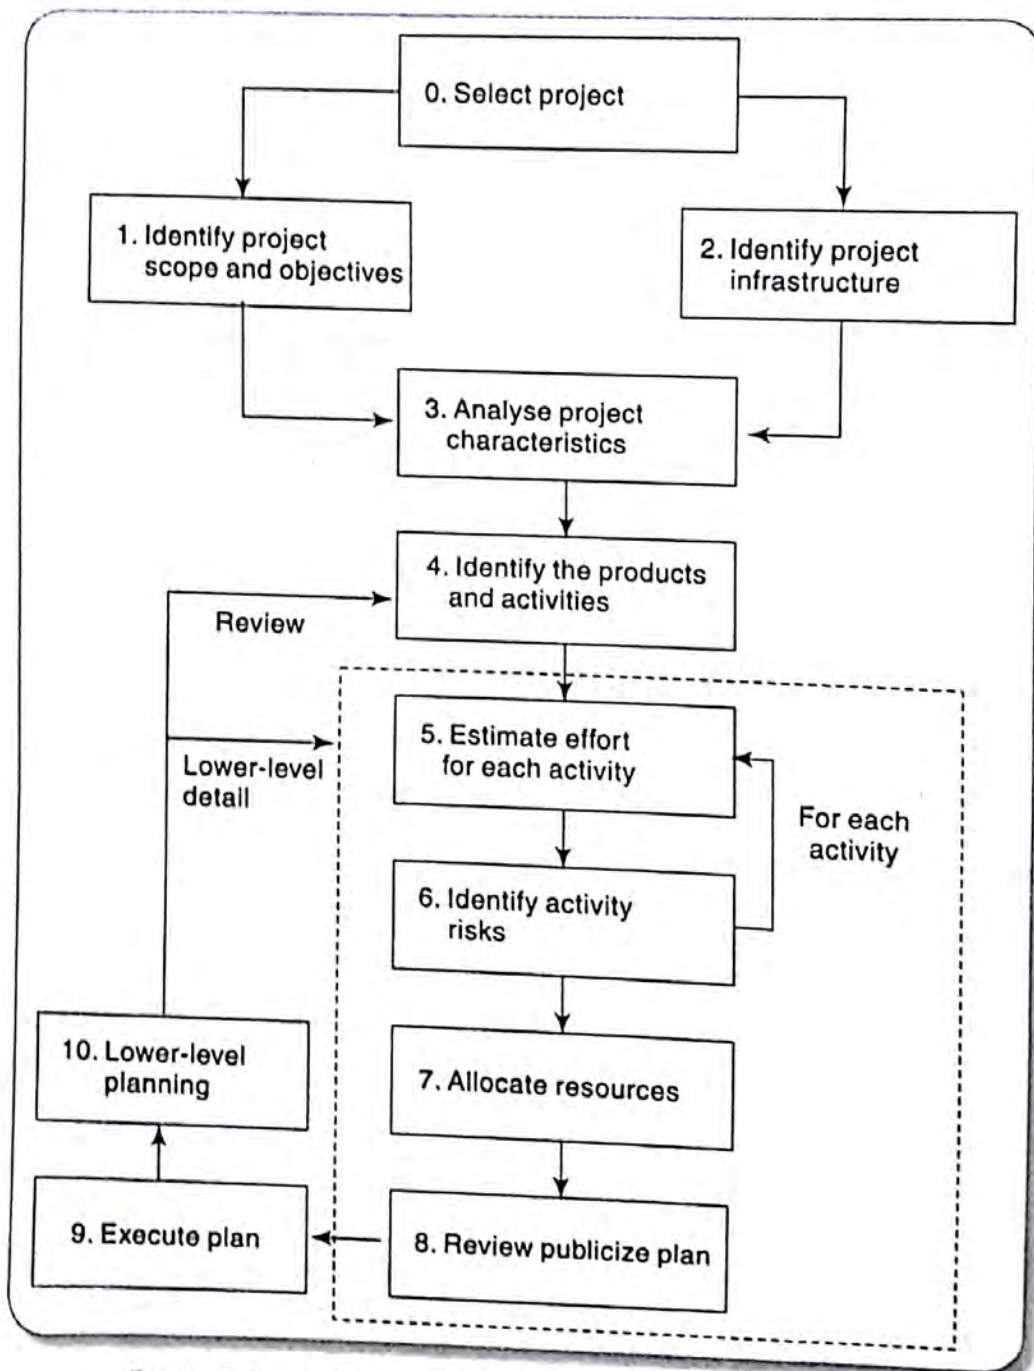 0. Select project
1. Identify project
scope and objectives
2. Identify project
infrastructure
3. Analyse project
characteristics
4. Identify the products
and activities
Review
5. Estimate effort
for each activity
Lower-level
detail
For each
activity
6. Identify activity
risks
7. Allocate resources
10. Lower-level
planning
8. Review publicize plan
9. Execute plan